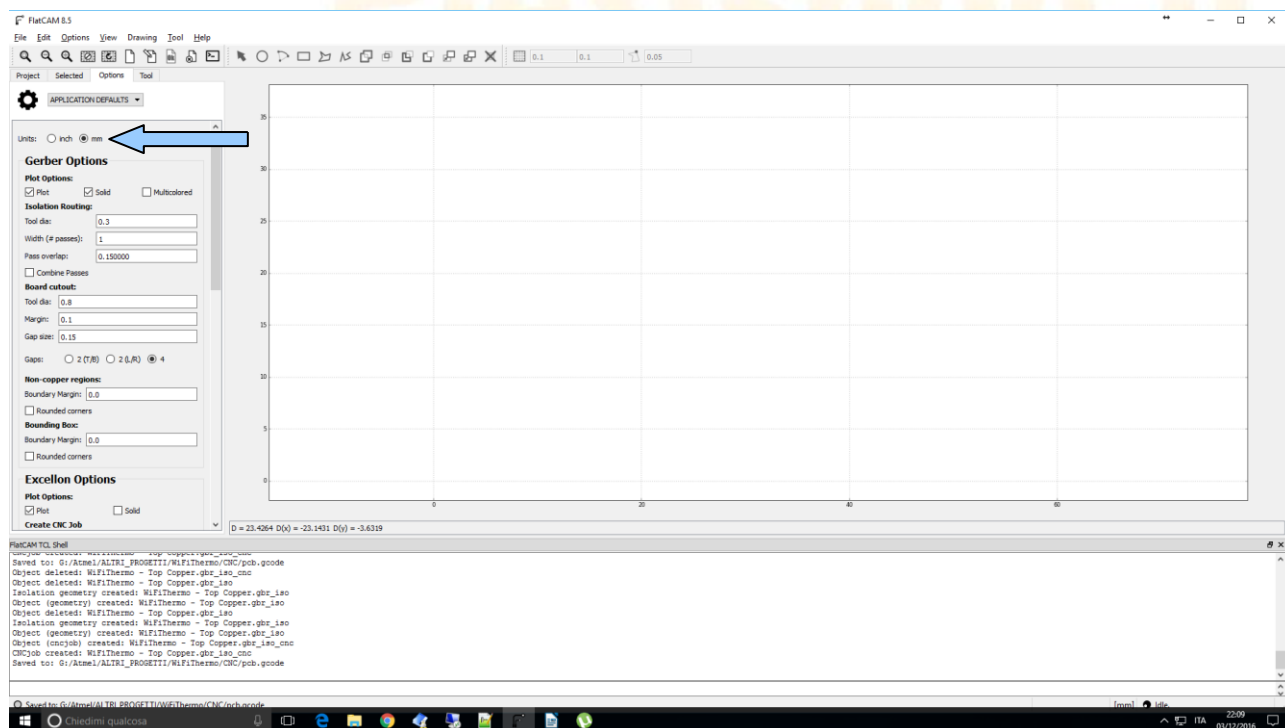 FlatCAM 8.5
File Edit Options View Drawing Tool Help
0.1 0.1 0.05
Project Selected Options Tool
APPLICATION DEFAULTS
Units: inch mm
Gerber Options
Plot Options:
Plot Solid Multicolored
Isolation Routing:
Tool dia: 0.3
Width (# passes): 1
Pass overlap: 0.150000
Combine Passes
Board cutout:
Tool dia: 0.8
Margin: 0.1
Gap size: 0.15
Gaps: 2 (T/B) 2 (L/R) 4
Non-copper regions:
Boundary Margin: 0.0
Rounded corners
Bounding Box:
Boundary Margin: 0.0
Rounded corners
Excellon Options
Plot Options:
Plot Solid
Create CNC Job
35
30
25
20
15
10
5
0
0 20 40 60
D = 23.4264 D(x) = -23.1431 D(y) = -3.6319
FlatCAM TCL Shell
CNCjob created: WiFiThermo - Top Copper.gbr_iso_cnc
Saved to: G:/Atmel/ALTRI_PROGETTI/WiFiThermo/CNC/pcb.gcode
Object deleted: WiFiThermo - Top Copper.gbr_iso_cnc
Object deleted: WiFiThermo - Top Copper.gbr_iso
Isolation geometry created: WiFiThermo - Top Copper.gbr_iso
Object (geometry) created: WiFiThermo - Top Copper.gbr_iso
Object deleted: WiFiThermo - Top Copper.gbr_iso
Isolation geometry created: WiFiThermo - Top Copper.gbr_iso
Object (geometry) created: WiFiThermo - Top Copper.gbr_iso
Object (cncjob) created: WiFiThermo - Top Copper.gbr_iso_cnc
CNCjob created: WiFiThermo - Top Copper.gbr_iso_cnc
Saved to: G:/Atmel/ALTRI_PROGETTI/WiFiThermo/CNC/pcb.gcode
Saved to: G:/Atmel/ALTRI_PROGETTI/WiFiThermo/CNC/pcb.gcode [mm] Idle.
Chiedimi qualcosa ITA 22:09
03/12/2016